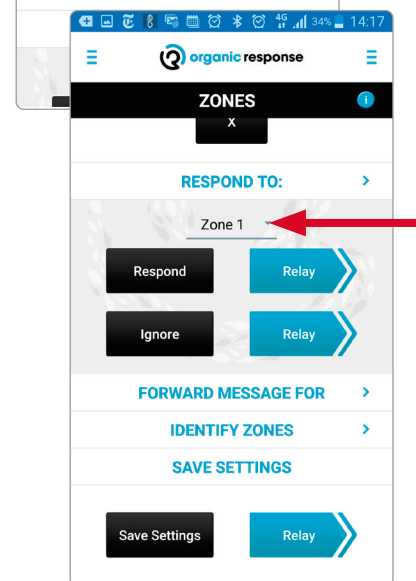 4G 34% 14:17
organic response
ZONES
X
RESPOND TO:
Zone 1
Respond Relay
Ignore Relay
FORWARD MESSAGE FOR
IDENTIFY ZONES
SAVE SETTINGS
Save Settings Relay